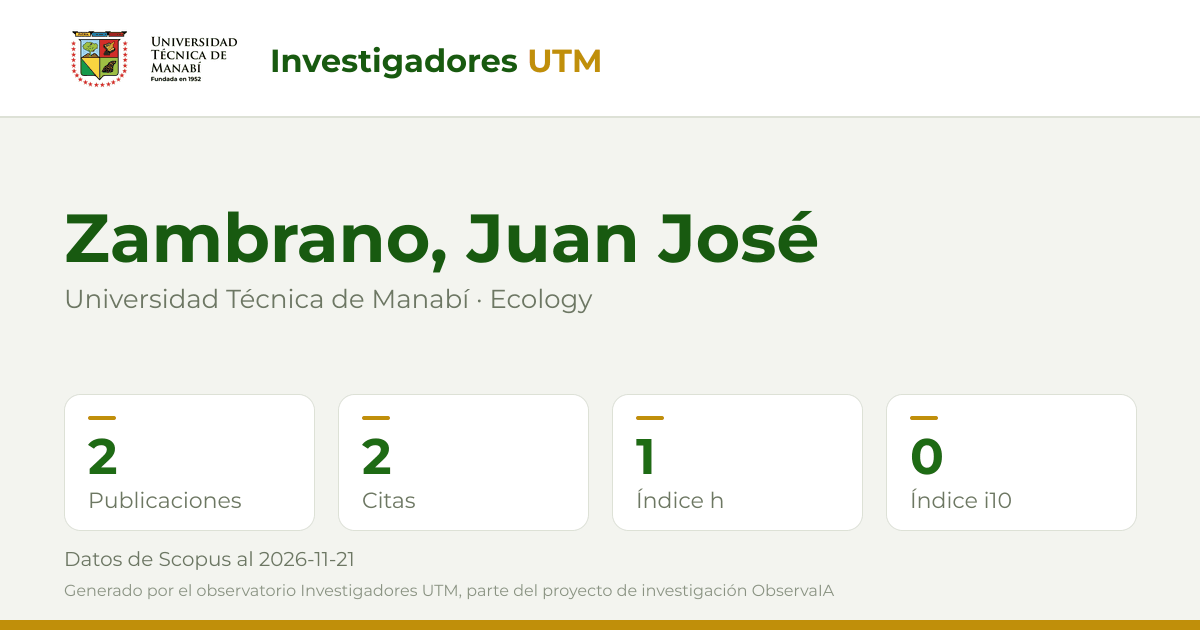 UNIVERSIDAD
TÉCNICA DE
MANABÍ
Fundada en 1952
Investigadores UTM
Zambrano, Juan José
Universidad Técnica de Manabí · Ecology
2
Publicaciones
2
Citas
1
Índice h
0
Índice i10
Datos de Scopus al 2026-11-21
Generado por el observatorio Investigadores UTM, parte del proyecto de investigación ObservaIA